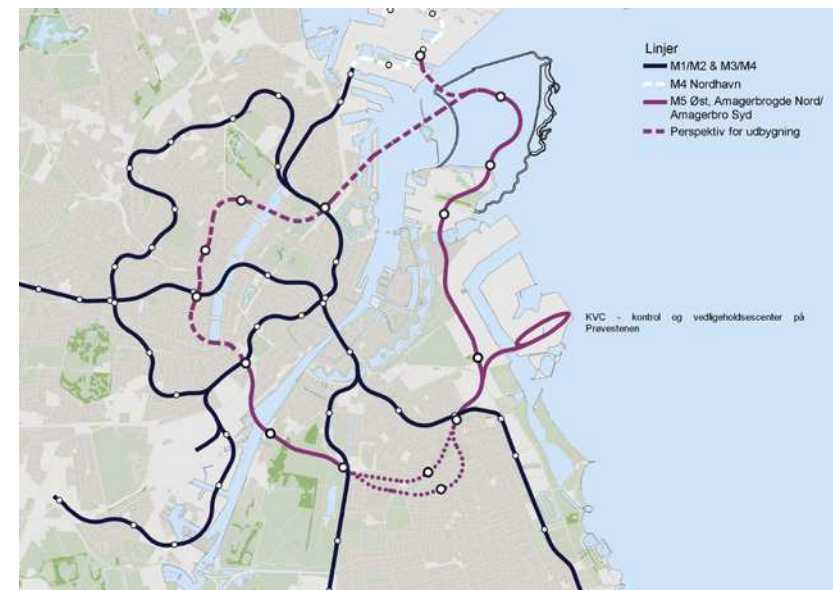 Linjer
M1/M2 & M3/M4
M4 Nordhavn
M5 Øst, Amagerbrogde Nord/
Amagerbro Syd
Perspektiv for udbygning
KVC - kontrol og vedligeholdsescenter på
Prøvestenen